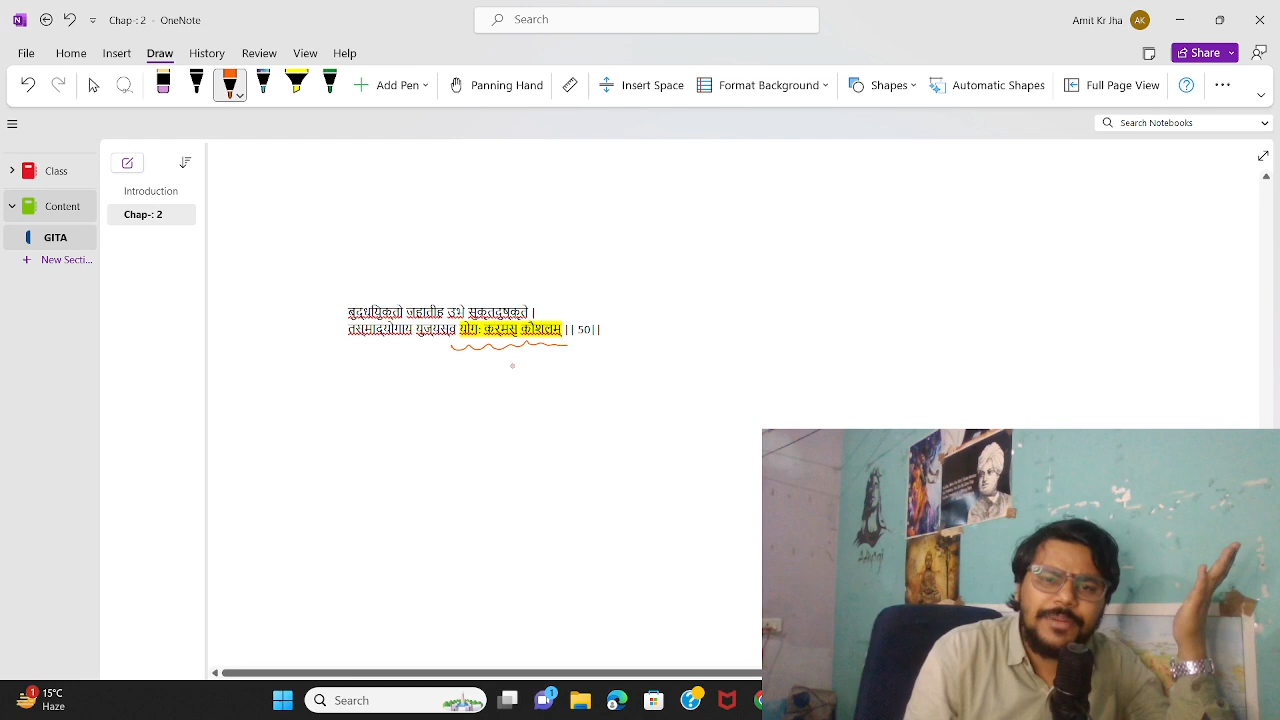 Chap-: 2 - OneNote
Search
Amit Kr Jha
AK
File Home Insert Draw History Review View Help
Share
Add Pen
Panning Hand
Insert Space
Format Background
Shapes
Automatic Shapes
Full Page View
Search Notebooks
Class
Content
GITA
New Secti...
Introduction
Chap-: 2
बुद्धियुक्तो जहातीह उभे सुकृतदुष्कृते |
तस्माद्योगाय युज्यस्व योगः कर्मसु कौशलम् || 50||
1
15°C
Haze
Search
1